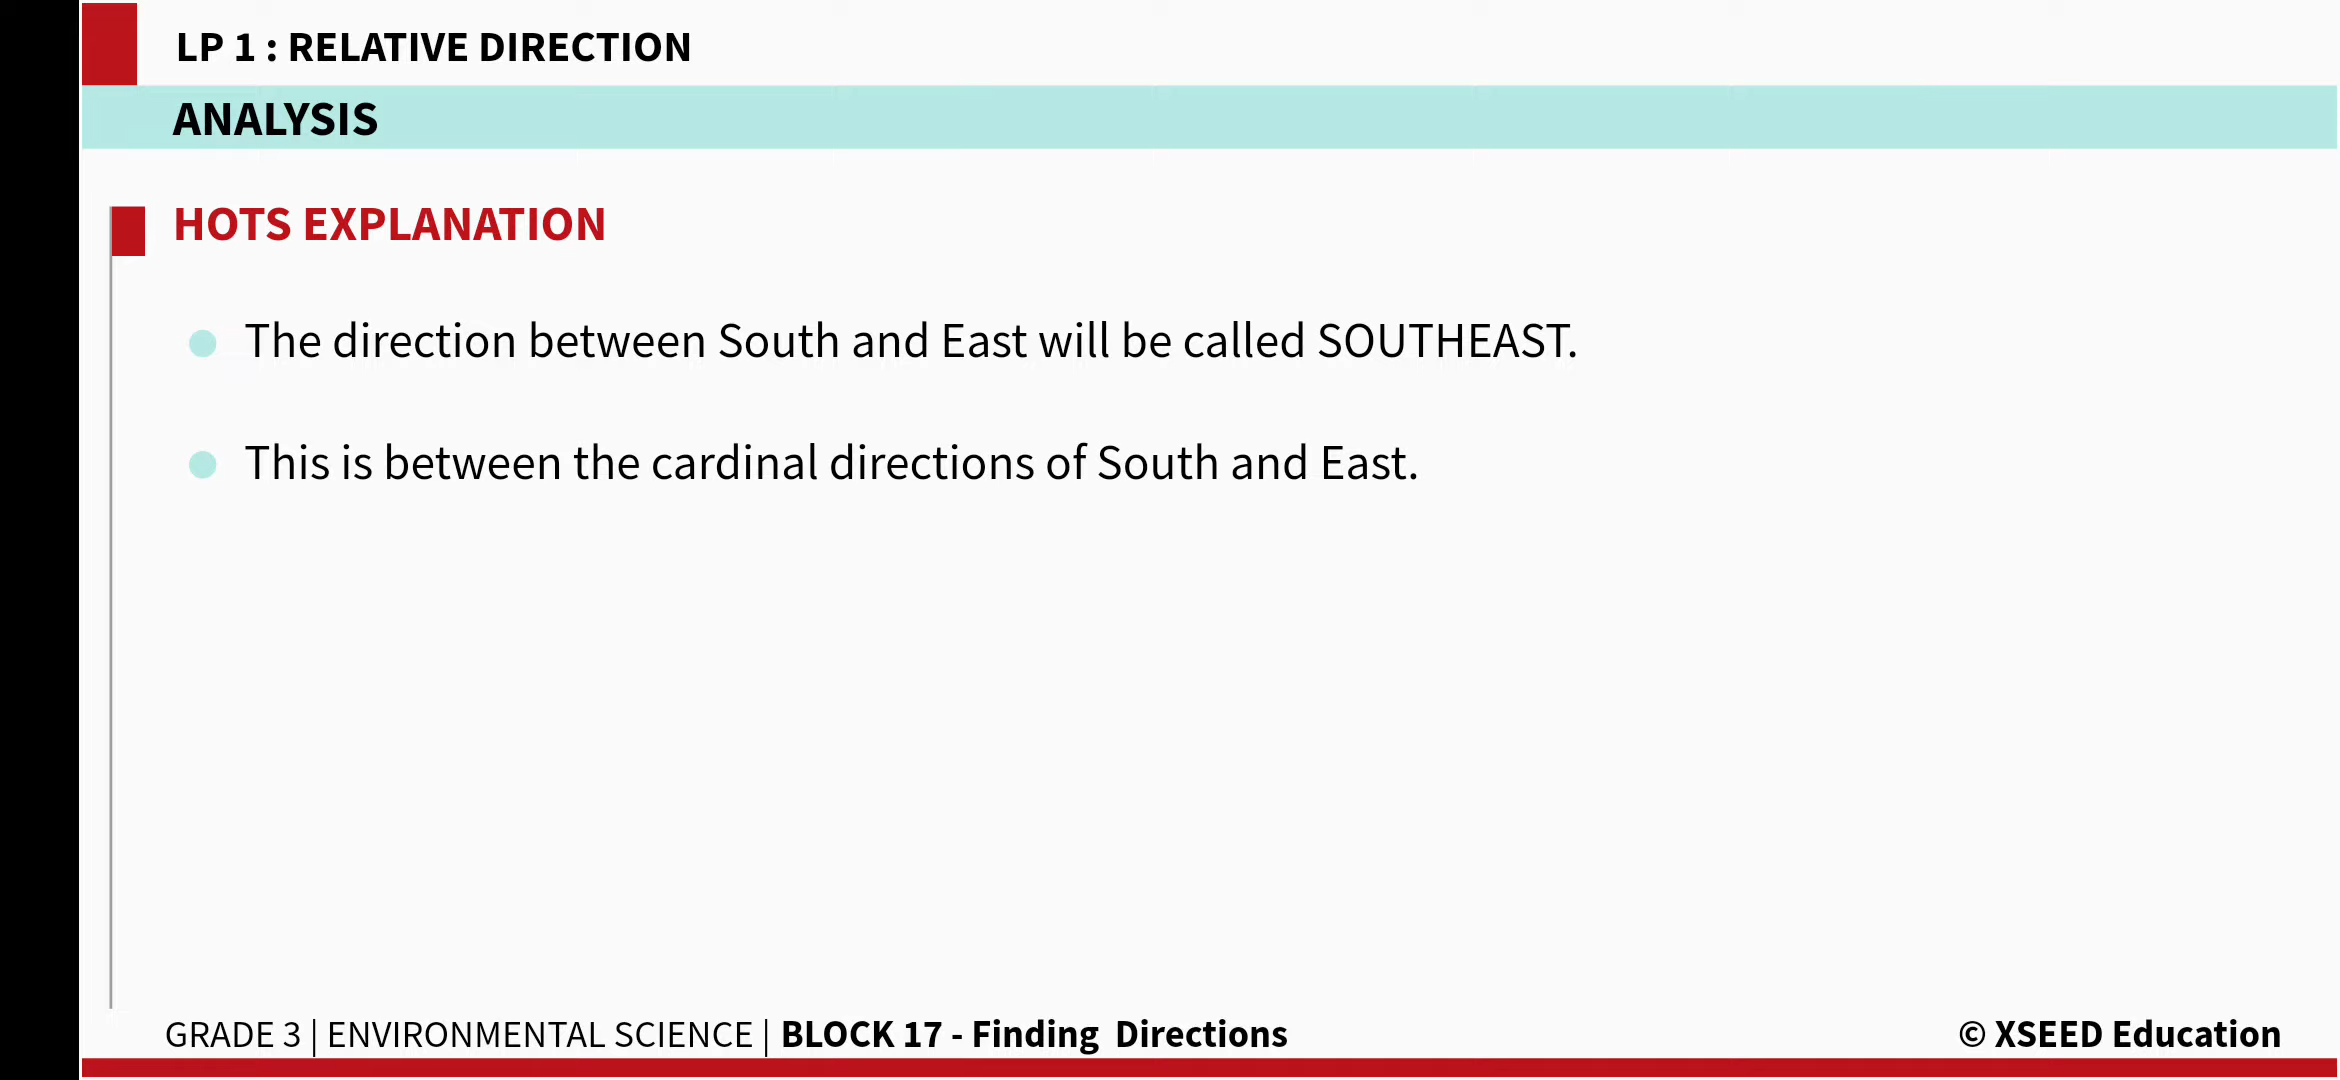 LP 1 : RELATIVE DIRECTION
ANALYSIS
HOTS EXPLANATION
The direction between South and East will be called SOUTHEAST.
This is between the cardinal directions of South and East.
GRADE 3 | ENVIRONMENTAL SCIENCE | BLOCK 17 - Finding  Directions
© XSEED Education